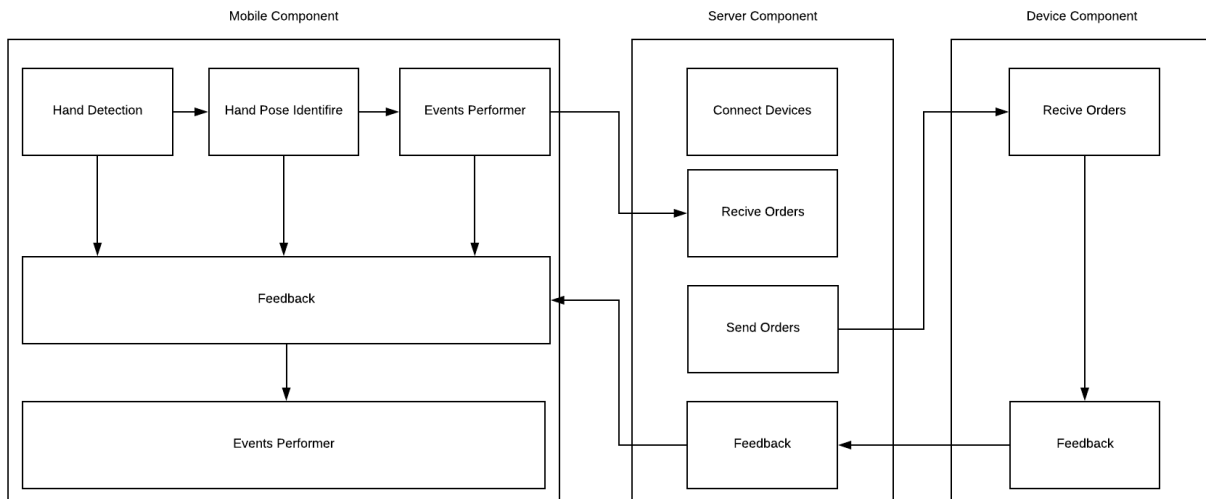 Mobile Component
Server Component
Device Component
Hand Detection
Hand Pose Identifire
Events Performer
Connect Devices
Recive Orders
Recive Orders
Feedback
Send Orders
Events Performer
Feedback
Feedback